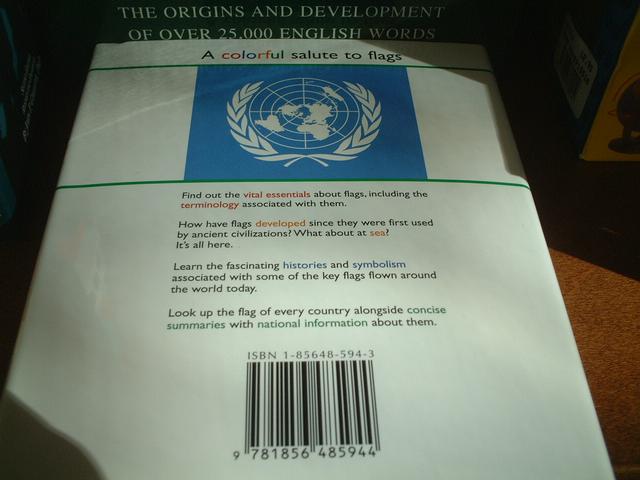 THE ORIGINS AND DEVELOPMENT
OF OVER 25,000 ENGLISH WORDS
A colorful salute to flags
Find out the vital essentials about flags, including the
terminology associated with them.
How have flags developed since they were first used
by ancient civilizations? What about at sea?
It's all here.
Learn the fascinating histories and symbolism
associated with some of the key flags flown around
the world today.
Look up the flag of every country alongside concise
summaries with national information about them.
ISBN 1-85648-594-3
9 781856 485944